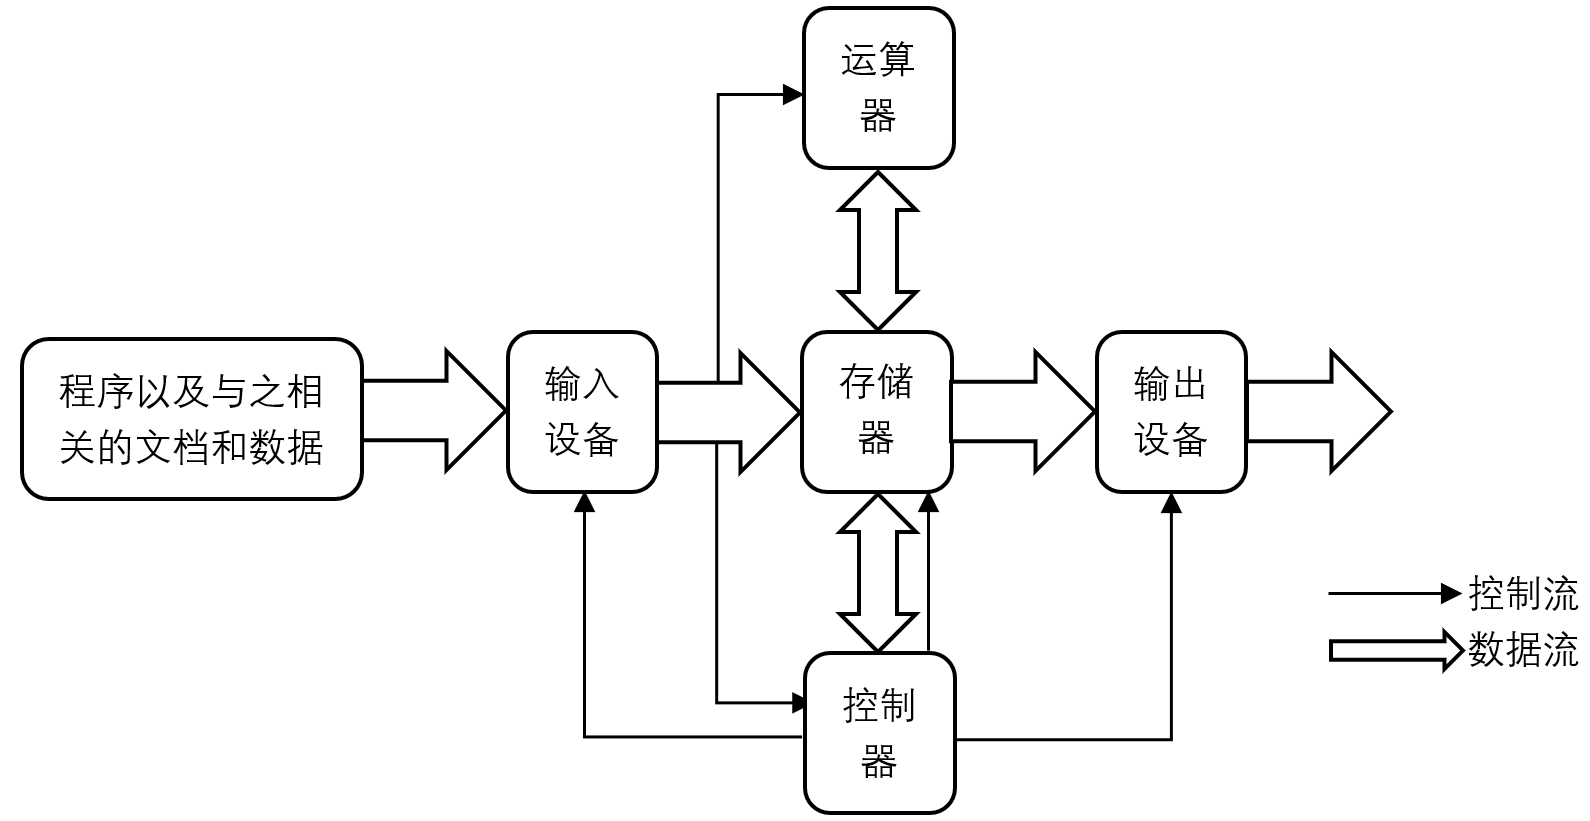 运算
器
程序以及与之相
关的文档和数据
输入
设备
存储
器
输出
设备
控制流
数据流
控制
器